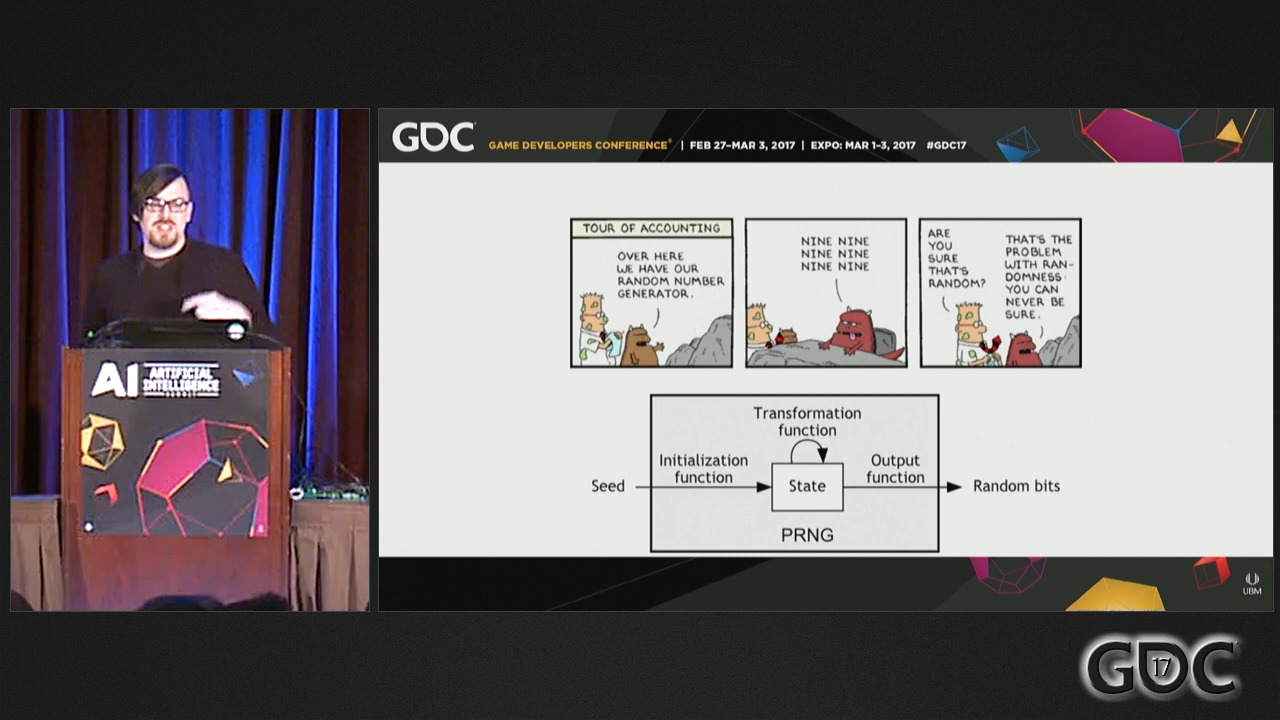 GDC
GAME DEVELOPERS CONFERENCE® | FEB 27-MAR 3, 2017 | EXPO: MAR 1-3, 2017 #GDC17
TOUR OF ACCOUNTING
OVER HERE
WE HAVE OUR
RANDOM NUMBER
GENERATOR.
NINE NINE
NINE NINE
NINE NINE
ARE
YOU
SURE
THAT'S
RANDOM?
THAT'S THE
PROBLEM
WITH RAN-
DOMNESS:
YOU CAN
NEVER BE
SURE.
Transformation
function
Seed
Initialization
function
State
Output
function
Random bits
PRNG
AI ARTIFICIAL
INTELLIGENCE
UBM
GDC
17